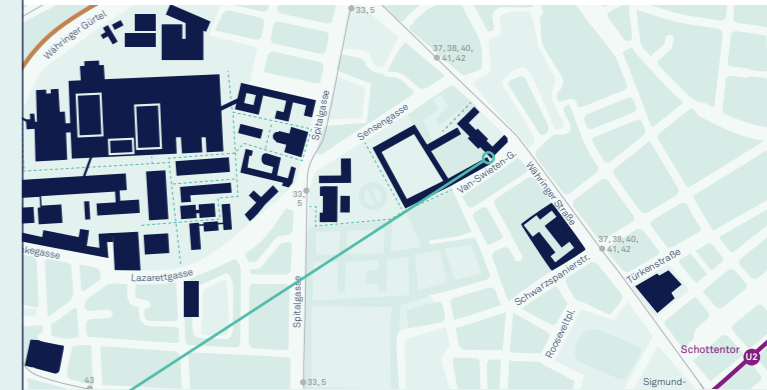 Währinger Gürtel
33, 5
37, 38, 40,
41, 42
Spitalgasse
Sensengasse
Van-Swieten-G.
Währinger Straße
33,
5
37, 38, 40,
41, 42
Türkenstraße
Schwarzspanierstr.
kegasse
Lazarettgasse
Spitalgasse
Rooseveltpl.
Schottentor
U2
43
33, 5
Sigmund-